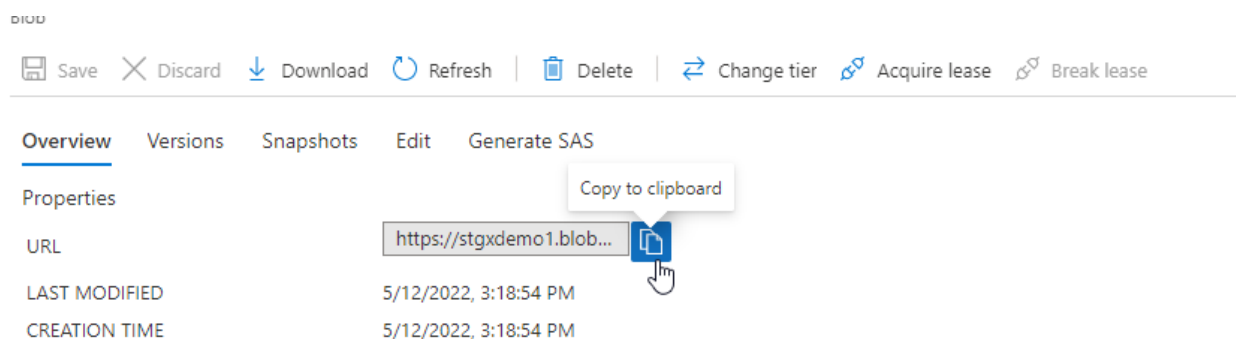 Blob
Save Discard Download Refresh Delete Change tier Acquire lease Break lease
Overview Versions Snapshots Edit Generate SAS
Copy to clipboard
Properties
URL https://stgxdemo1.blob...
LAST MODIFIED 5/12/2022, 3:18:54 PM
CREATION TIME 5/12/2022, 3:18:54 PM